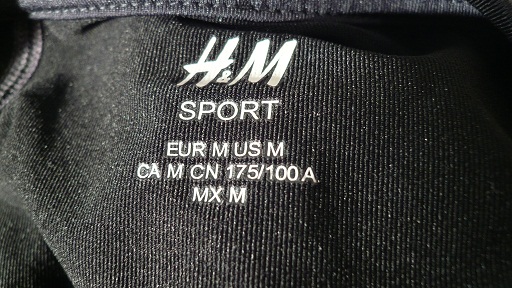 H&M
SPORT
EUR M US M
CA M CN 175/100 A
MX M